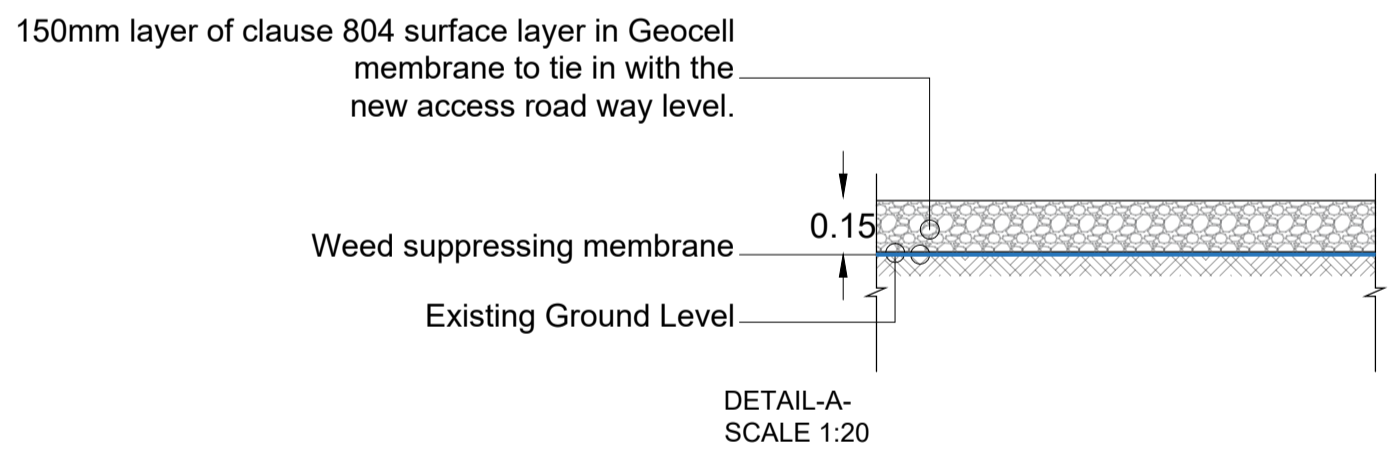 150mm layer of clause 804 surface layer in Geocell
membrane to tie in with the
new access road way level.
0.15
Weed suppressing membrane
Existing Ground Level
DETAIL-A-
SCALE 1:20